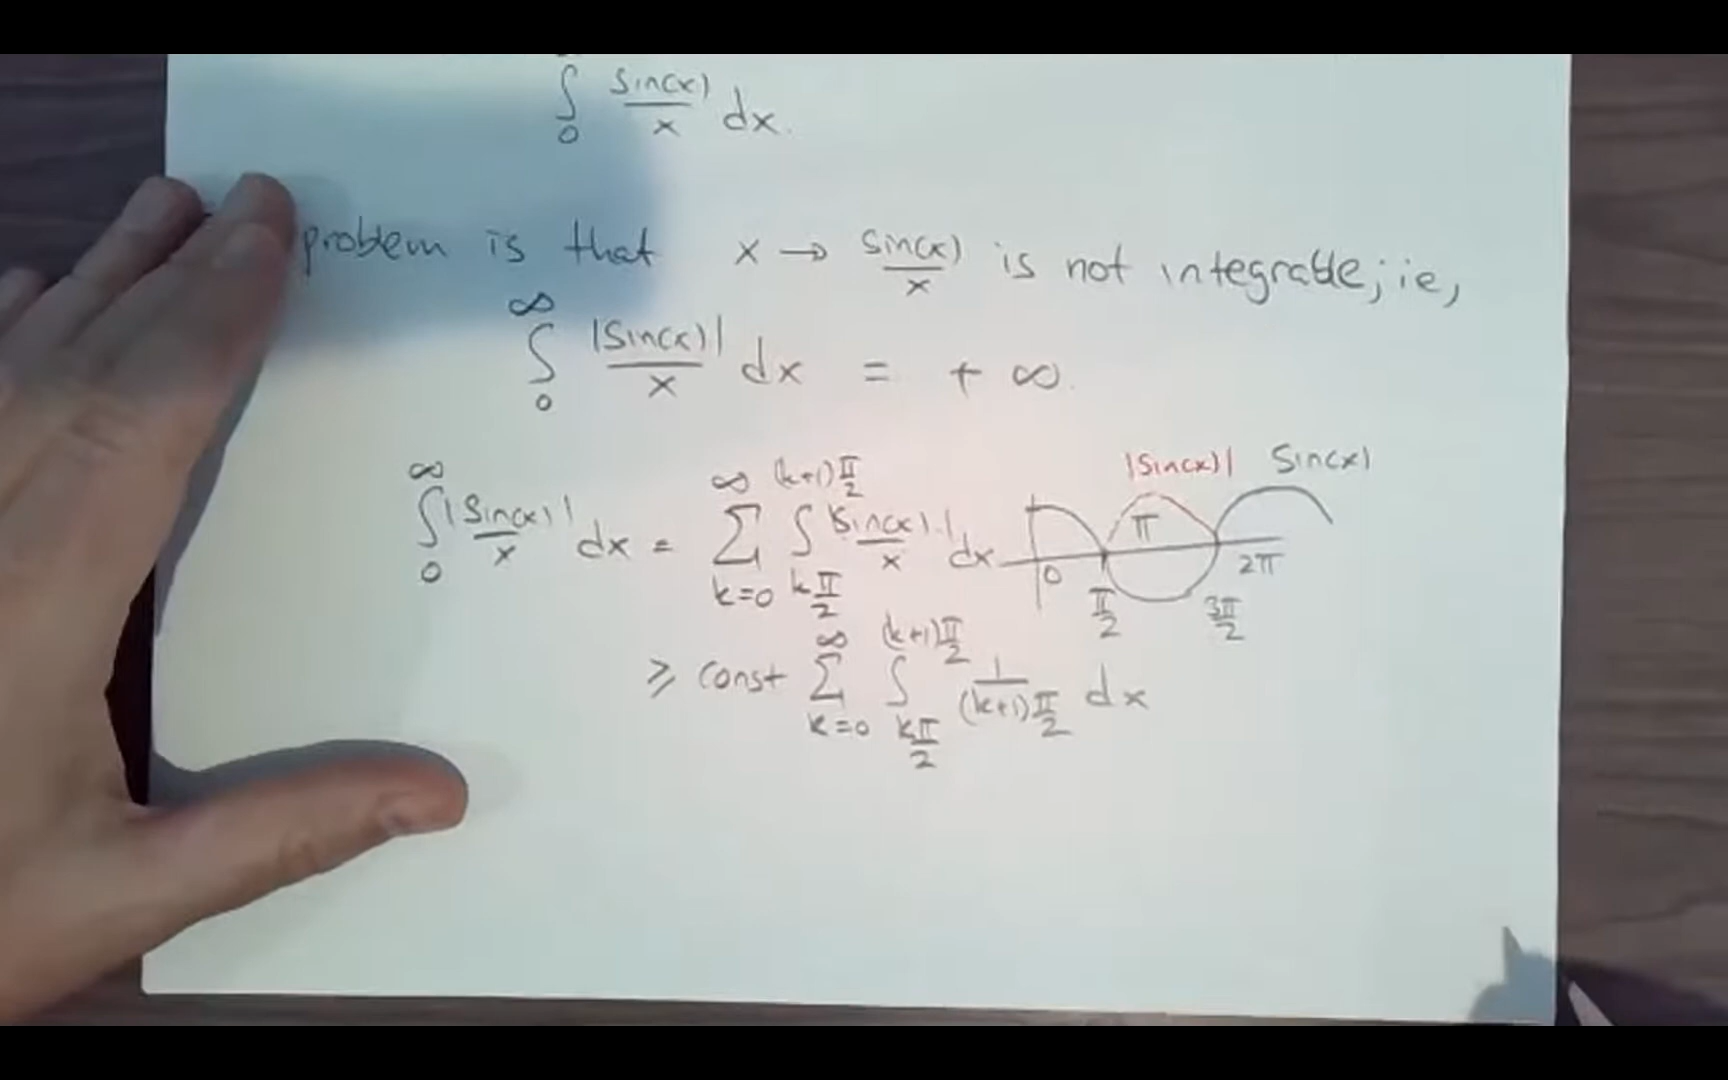 ∫₀ sin(x)/x dx.
problem is that x → sin(x)/x is not integrable; ie,
∫₀^∞ |sin(x)|/x dx = + ∞.
|sin(x)| sin(x)
∫₀^∞ |sin(x)|/x dx = ∑_{k=0}^∞ ∫_{kπ/2}^{(k+1)π/2} |sin(x)|/x dx
π
0 π/2 3π/2 2π
≥ const ∑_{k=0}^∞ ∫_{kπ/2}^{(k+1)π/2} 1/((k+1)π/2) dx